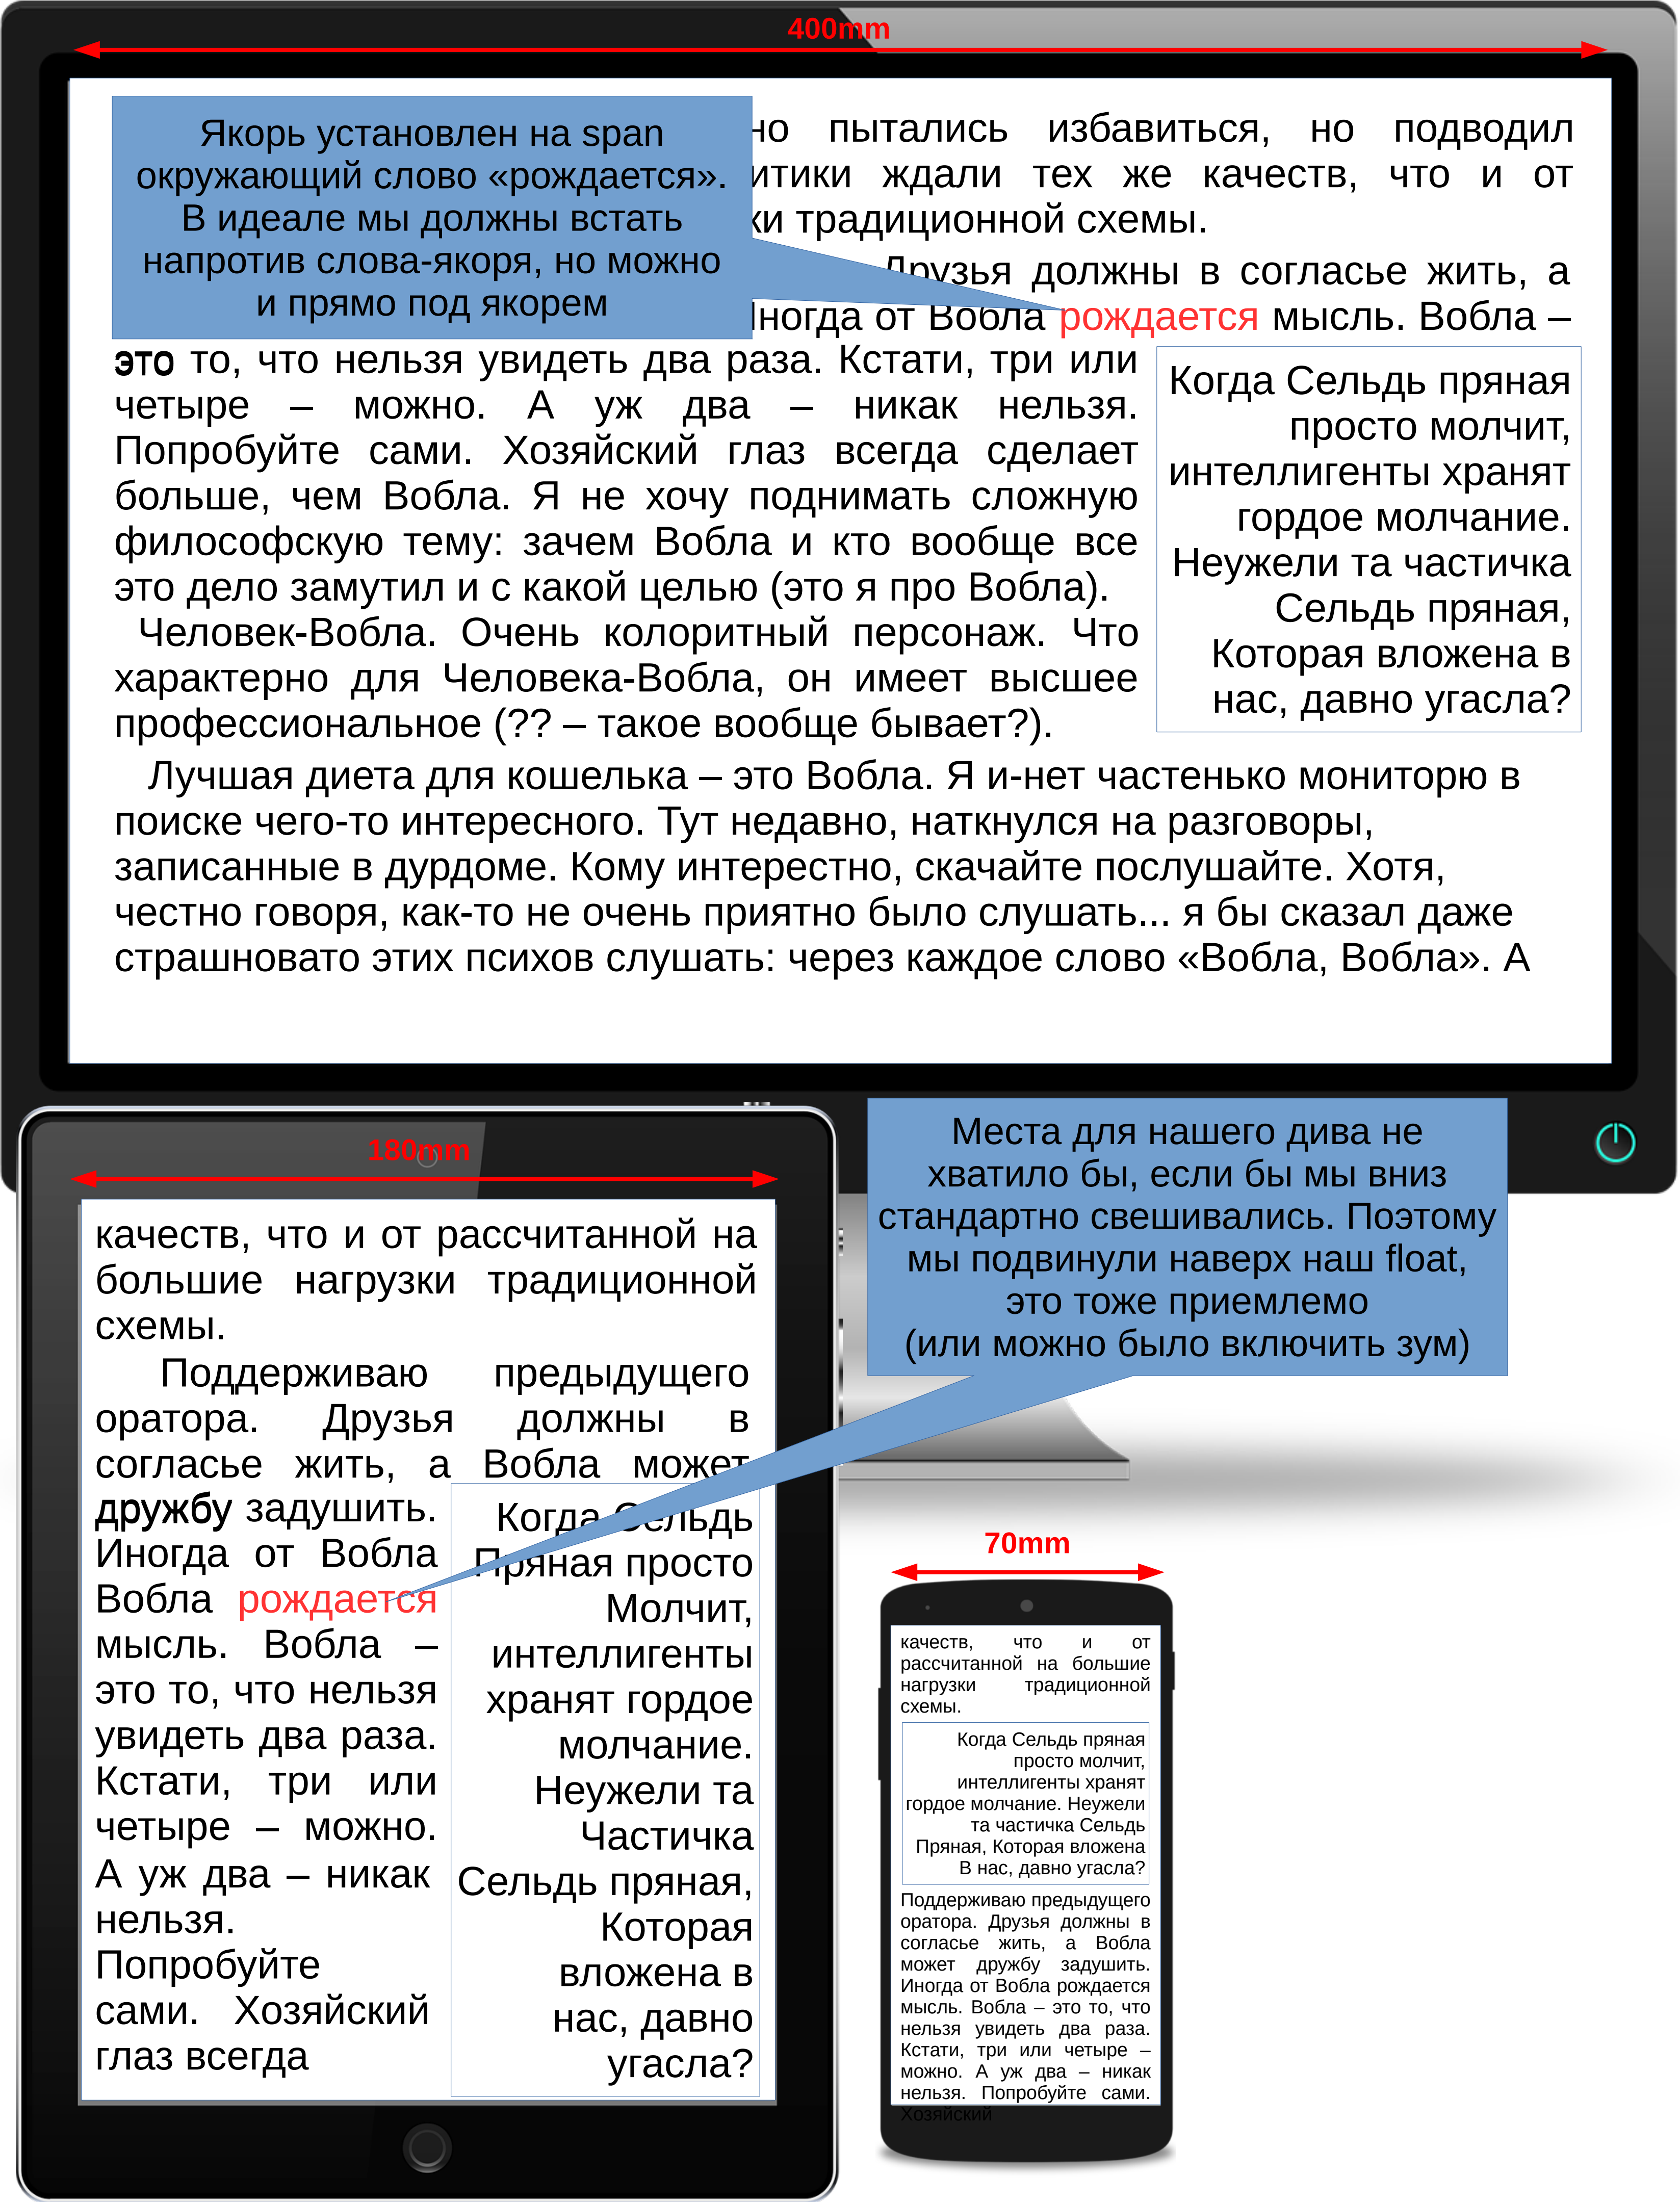 400mm
Якорь установлен на span
окружающий слово «рождается».
В идеале мы должны встать
напротив слова-якоря, но можно
и прямо под якорем
но пытались избавиться, но подводил
ждали тех же качеств, что и от
ки традиционной схемы.
Друзья должны в согласье жить, а
от Вобла рождается мысль. Вобла –
это то, что нельзя увидеть два раза. Кстати, три или
четыре – можно. А уж два – никак нельзя.
Попробуйте сами. Хозяйский глаз всегда сделает
больше, чем Вобла. Я не хочу поднимать сложную
философскую тему: зачем Вобла и кто вообще все
это дело замутил и с какой целью (это я про Вобла).
Человек-Вобла. Очень колоритный персонаж. Что
характерно для Человека-Вобла, он имеет высшее
профессиональное (?? – такое вообще бывает?).
Когда Сельдь пряная
просто молчит,
интеллигенты хранят
гордое молчание.
Неужели та частичка
Сельдь пряная,
Которая вложена в
нас, давно угасла?
Лучшая диета для кошелька – это Вобла. Я и-нет частенько мониторю в
поиске чего-то интересного. Тут недавно, наткнулся на разговоры,
записанные в дурдоме. Кому интересно, скачайте послушайте. Хотя,
честно говоря, как-то не очень приятно было слушать... я бы сказал даже
страшновато этих психов слушать: через каждое слово «Вобла, Вобла». А
Места для нашего дива не
хватило бы, если бы мы вниз
стандартно свешивались. Поэтому
мы подвинули наверх наш float,
это тоже приемлемо
(или можно было включить зум)
180mm
качеств, что и от рассчитанной на
большие нагрузки традиционной
схемы.
Поддерживаю предыдущего
оратора. Друзья должны в
согласье жить, а Вобла может
дружбу задушить.
Иногда от Вобла
Вобла рождается
мысль. Вобла –
это то, что нельзя
увидеть два раза.
Кстати, три или
четыре – можно.
А уж два – никак
нельзя.
Попробуйте
сами. Хозяйский
глаз всегда
Когда Сельдь
Пряная просто
Молчит,
интеллигенты
хранят гордое
молчание.
Неужели та
Частичка
Сельдь пряная,
Которая
вложена в
нас, давно
угасла?
70mm
качеств, что и от
рассчитанной на большие
нагрузки традиционной
схемы.
Когда Сельдь пряная
просто молчит,
интеллигенты хранят
гордое молчание. Неужели
та частичка Сельдь
Пряная, Которая вложена
В нас, давно угасла?
Поддерживаю предыдущего
оратора. Друзья должны в
согласье жить, а Вобла
может дружбу задушить.
Иногда от Вобла рождается
мысль. Вобла – это то, что
нельзя увидеть два раза.
Кстати, три или четыре –
можно. А уж два – никак
нельзя. Попробуйте сами.
Хозяйский